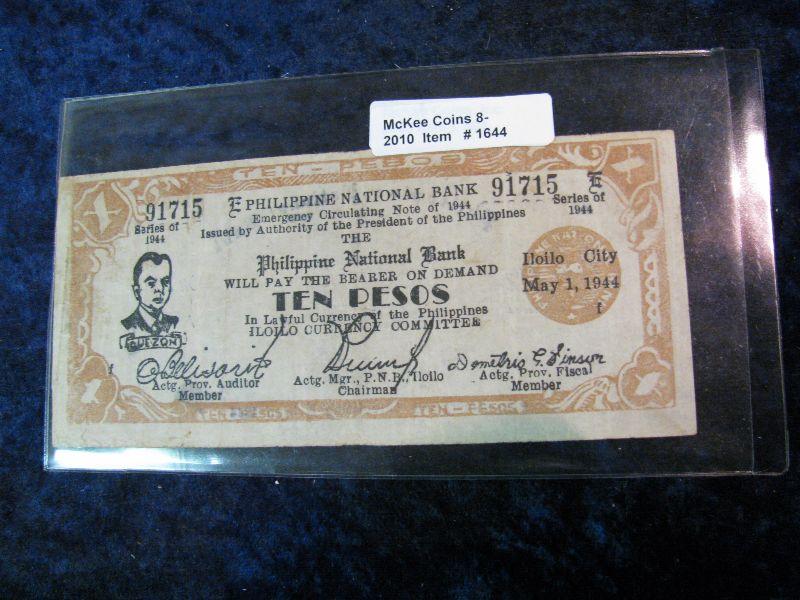 McKee Coins 8-
2010 Item # 1644
TEN - PESOS
91715 E PHILIPPINE NATIONAL BANK 91715 E
Series of 1944
Emergency Circulating Note of 1944
Series of 1944
Issued by Authority of the President of the Philippines
THE
Philippine National Bank
WILL PAY THE BEARER ON DEMAND
TEN PESOS
In Lawful Currency of the Philippines
ILOILO CURRENCY COMMITTEE
Iloilo City
May 1, 1944
f
QUEZON
f
Actg. Prov. Auditor
Member
Actg. Mgr., P.N.B., Iloilo
Chairman
Actg. Prov. Fiscal
Member
TEN - PESOS
TEN - PESOS